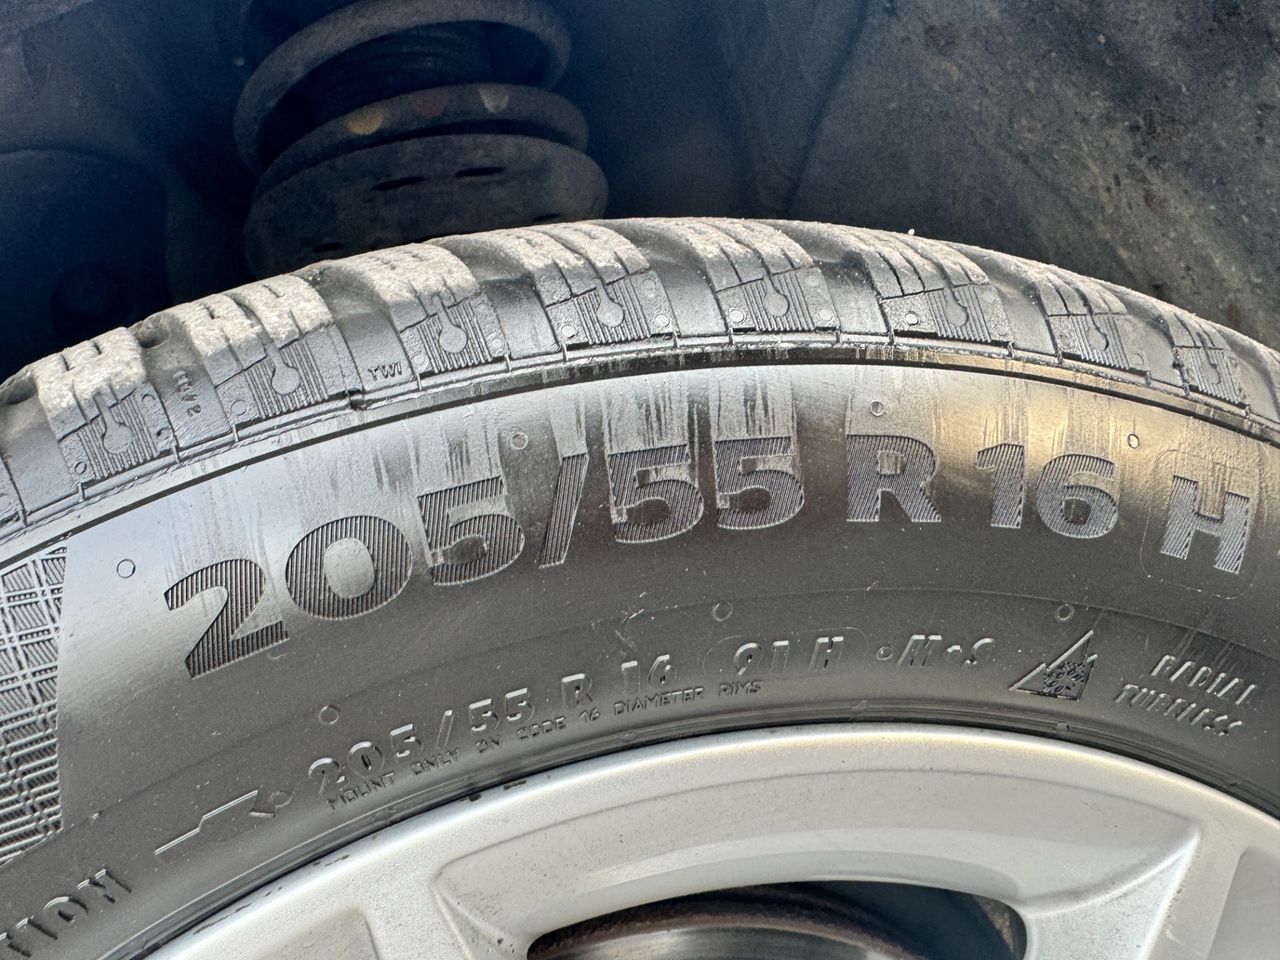 TWI
205/55 R 16 H
205/55 R 16 91 H M+S
MOUNT ONLY ON CODE 16 DIAMETER RIMS
RADIAL
TUBELESS